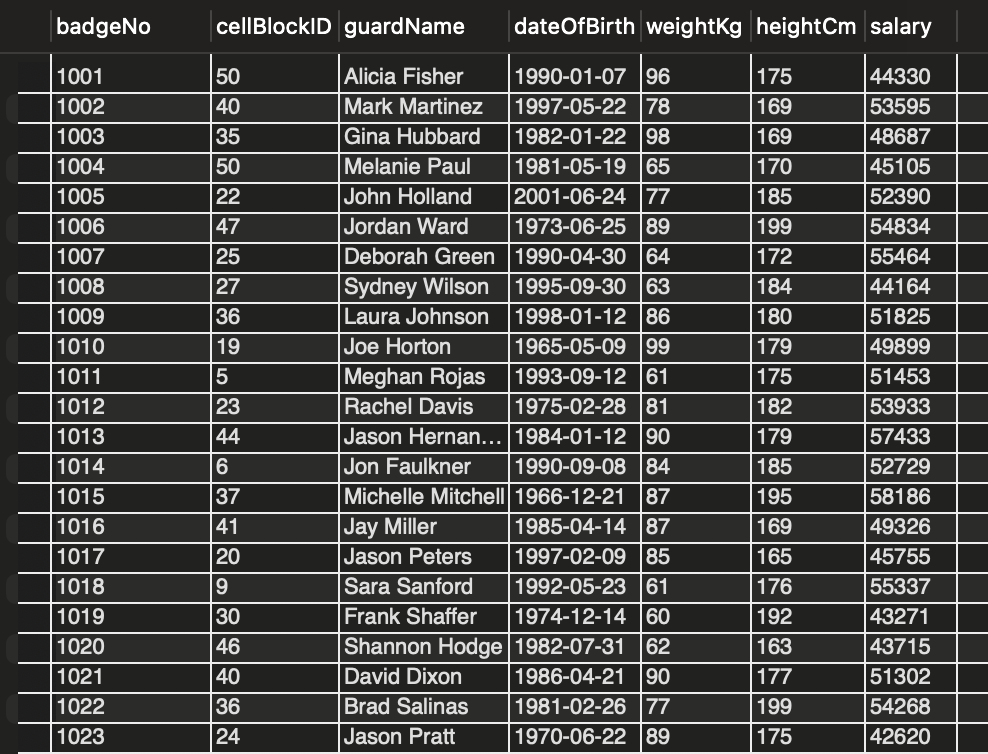 badgeNo cellBlockID guardName dateOfBirth weightKg heightCm salary
1001 50 Alicia Fisher 1990-01-07 96 175 44330
1002 40 Mark Martinez 1997-05-22 78 169 53595
1003 35 Gina Hubbard 1982-01-22 98 169 48687
1004 50 Melanie Paul 1981-05-19 65 170 45105
1005 22 John Holland 2001-06-24 77 185 52390
1006 47 Jordan Ward 1973-06-25 89 199 54834
1007 25 Deborah Green 1990-04-30 64 172 55464
1008 27 Sydney Wilson 1995-09-30 63 184 44164
1009 36 Laura Johnson 1998-01-12 86 180 51825
1010 19 Joe Horton 1965-05-09 99 179 49899
1011 5 Meghan Rojas 1993-09-12 61 175 51453
1012 23 Rachel Davis 1975-02-28 81 182 53933
1013 44 Jason Hernan... 1984-01-12 90 179 57433
1014 6 Jon Faulkner 1990-09-08 84 185 52729
1015 37 Michelle Mitchell 1966-12-21 87 195 58186
1016 41 Jay Miller 1985-04-14 87 169 49326
1017 20 Jason Peters 1997-02-09 85 165 45755
1018 9 Sara Sanford 1992-05-23 61 176 55337
1019 30 Frank Shaffer 1974-12-14 60 192 43271
1020 46 Shannon Hodge 1982-07-31 62 163 43715
1021 40 David Dixon 1986-04-21 90 177 51302
1022 36 Brad Salinas 1981-02-26 77 199 54268
1023 24 Jason Pratt 1970-06-22 89 175 42620